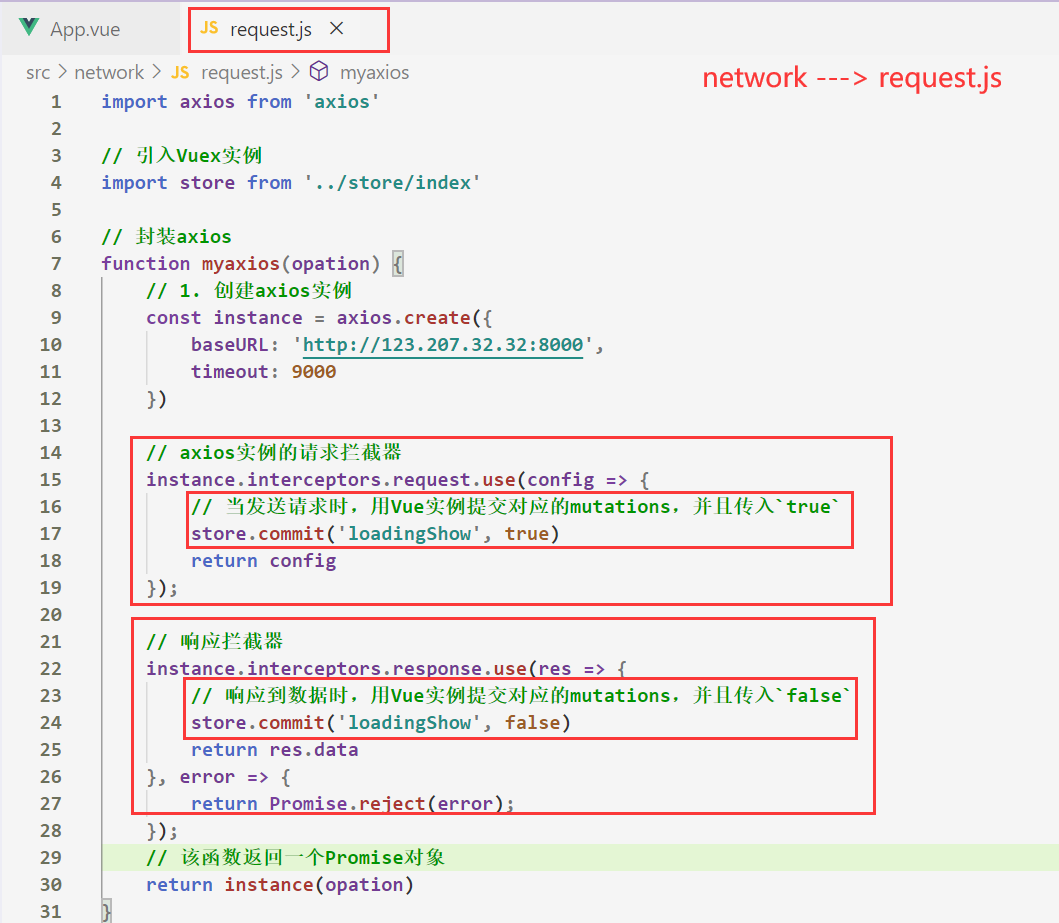 App.vue
JS request.js
src > network > JS request.js > myaxios
network ---> request.js
1 import axios from 'axios'
2
3 // 引入Vuex实例
4 import store from '../store/index'
5
6 // 封装axios
7 function myaxios(opation) {
8 // 1. 创建axios实例
9 const instance = axios.create({
10 baseURL: 'http://123.207.32.32:8000',
11 timeout: 9000
12 })
13
14 // axios实例的请求拦截器
15 instance.interceptors.request.use(config => {
16 // 当发送请求时，用Vue实例提交对应的mutations，并且传入`true`
17 store.commit('loadingShow', true)
18 return config
19 });
20
21 // 响应拦截器
22 instance.interceptors.response.use(res => {
23 // 响应到数据时，用Vue实例提交对应的mutations，并且传入`false`
24 store.commit('loadingShow', false)
25 return res.data
26 }, error => {
27 return Promise.reject(error);
28 });
29 // 该函数返回一个Promise对象
30 return instance(opation)
31 }